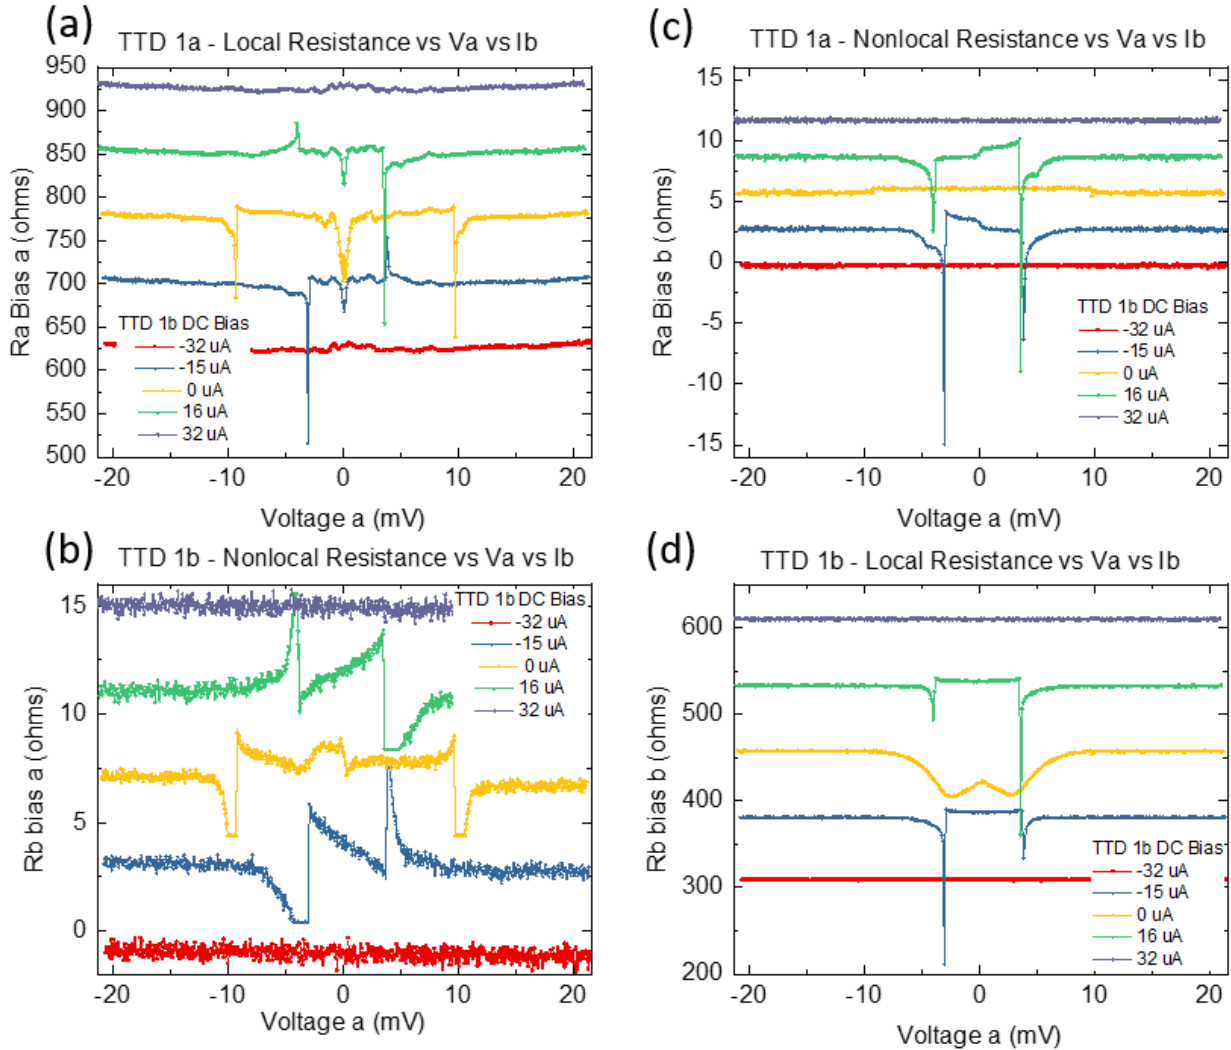 (a)
TTD 1a - Local Resistance vs Va vs Ib
950
900
850
800
750
700
650
600
550
500
Ra Bias a (ohms)
TTD 1b DC Bias
-32 uA
-15 uA
0 uA
16 uA
32 uA
-20 -10 0 10 20
Voltage a (mV)
(c)
TTD 1a - Nonlocal Resistance vs Va vs Ib
15
10
5
0
-5
-10
-15
Ra Bias b (ohms)
TTD 1b DC Bias
-32 uA
-15 uA
0 uA
16 uA
32 uA
-20 -10 0 10 20
Voltage a (mV)
(b)
TTD 1b - Nonlocal Resistance vs Va vs Ib
15
10
5
0
Rb bias a (ohms)
TTD 1b DC Bias
-32 uA
-15 uA
0 uA
16 uA
32 uA
-20 -10 0 10 20
Voltage a (mV)
(d)
TTD 1b - Local Resistance vs Va vs Ib
600
500
400
300
200
Rb bias b (ohms)
TTD 1b DC Bias
-32 uA
-15 uA
0 uA
16 uA
32 uA
-20 -10 0 10 20
Voltage a (mV)